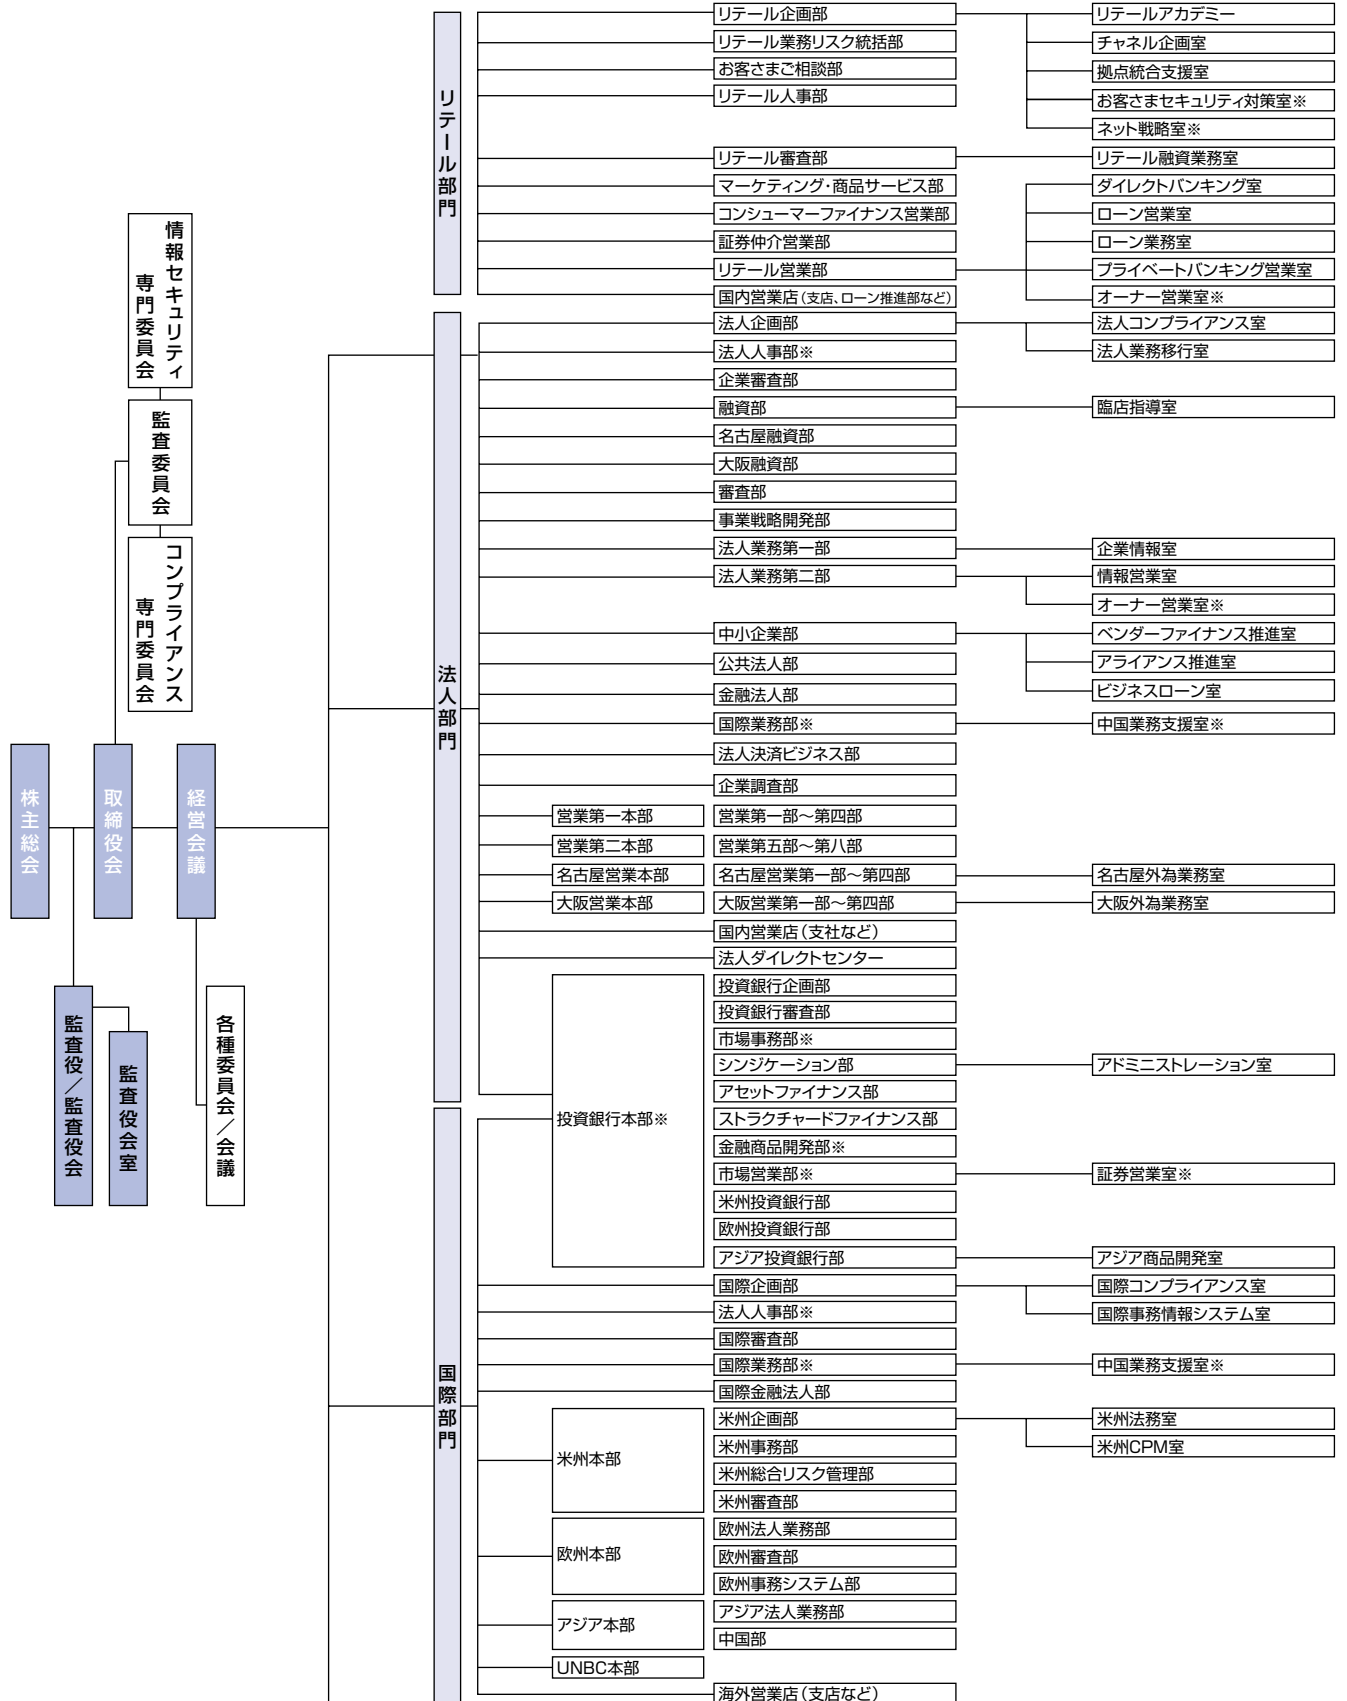 株主総会
取締役会
経営会議
監査役／監査役会
監査役会室
各種委員会／会議
情報セキュリティ
専門委員会
監査委員会
コンプライアンス
専門委員会
リテール部門
リテール企画部
リテールアカデミー
チャネル企画室
拠点統合支援室
お客さまセキュリティ対策室※
ネット戦略室※
リテール業務リスク統括部
お客さまご相談部
リテール人事部
リテール審査部
リテール融資業務室
マーケティング・商品サービス部
コンシューマーファイナンス営業部
証券仲介営業部
リテール営業部
ダイレクトバンキング室
ローン営業室
ローン業務室
プライベートバンキング営業室
オーナー営業室※
国内営業店（支店、ローン推進部など）
法人部門
法人企画部
法人コンプライアンス室
法人業務移行室
法人人事部※
企業審査部
融資部
臨店指導室
名古屋融資部
大阪融資部
審査部
事業戦略開発部
法人業務第一部
企業情報室
法人業務第二部
情報営業室
オーナー営業室※
中小企業部
ベンダーファイナンス推進室
アライアンス推進室
ビジネスローン室
公共法人部
金融法人部
国際業務部※
中国業務支援室※
法人決済ビジネス部
企業調査部
営業第一本部
営業第一部～第四部
営業第二本部
営業第五部～第八部
名古屋営業本部
名古屋営業第一部～第四部
名古屋外為業務室
大阪営業本部
大阪営業第一部～第四部
大阪外為業務室
国内営業店（支社など）
法人ダイレクトセンター
投資銀行本部※
投資銀行企画部
投資銀行審査部
市場事務部※
シンジケーション部
アドミニストレーション室
アセットファイナンス部
ストラクチャードファイナンス部
金融商品開発部※
市場営業部※
証券営業室※
米州投資銀行部
欧州投資銀行部
アジア投資銀行部
アジア商品開発室
国際部門
国際企画部
国際コンプライアンス室
国際事務情報システム室
法人人事部※
国際審査部
国際業務部※
中国業務支援室※
国際金融法人部
米州本部
米州企画部
米州法務室
米州CPM室
米州事務部
米州総合リスク管理部
米州審査部
欧州本部
欧州法人業務部
欧州審査部
欧州事務システム部
アジア本部
アジア法人業務部
中国部
UNBC本部
海外営業店（支店など）